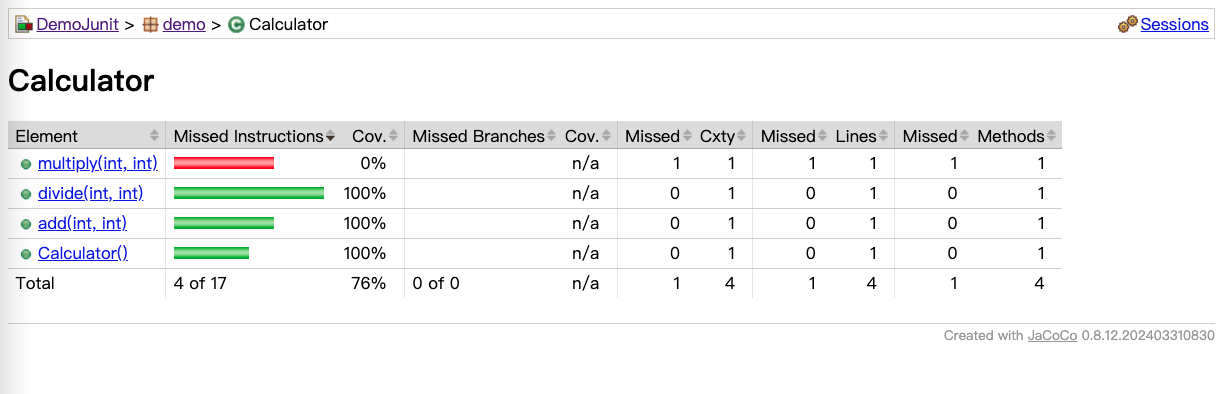 DemoJunit > demo > Calculator Sessions
Calculator
Element Missed Instructions Cov. Missed Branches Cov. Missed Cxty Missed Lines Missed Methods
multiply(int, int) 0% n/a 1 1 1 1 1 1
divide(int, int) 100% n/a 0 1 0 1 0 1
add(int, int) 100% n/a 0 1 0 1 0 1
Calculator() 100% n/a 0 1 0 1 0 1
Total 4 of 17 76% 0 of 0 n/a 1 4 1 4 1 4
Created with JaCoCo 0.8.12.202403310830